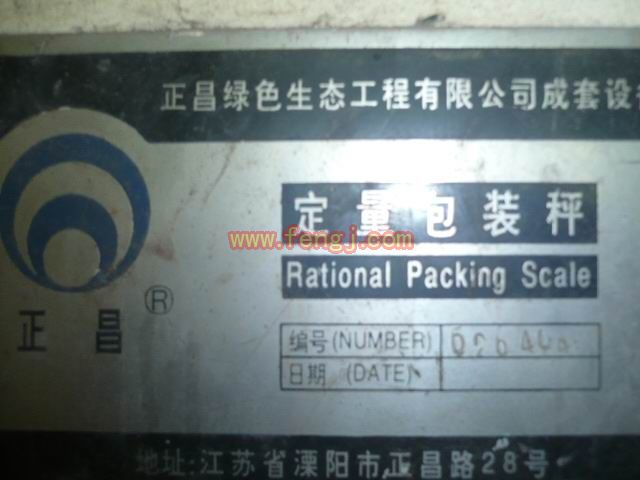 正昌绿色生态工程有限公司成套设
定量包装秤
www.fengj.com
Rational Packing Scale
正昌®
编号(NUMBER)
日期 (DATE)
地址:江苏省溧阳市正昌路28号